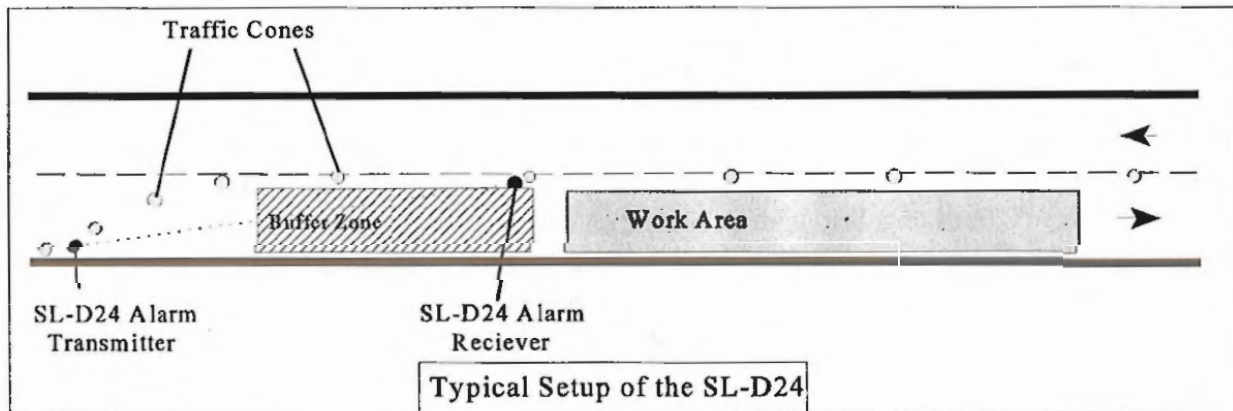 Traffic Cones
Buffer Zone
Work Area
SL-D24 Alarm
Transmitter
SL-D24 Alarm
Reciever
Typical Setup of the SL-D24